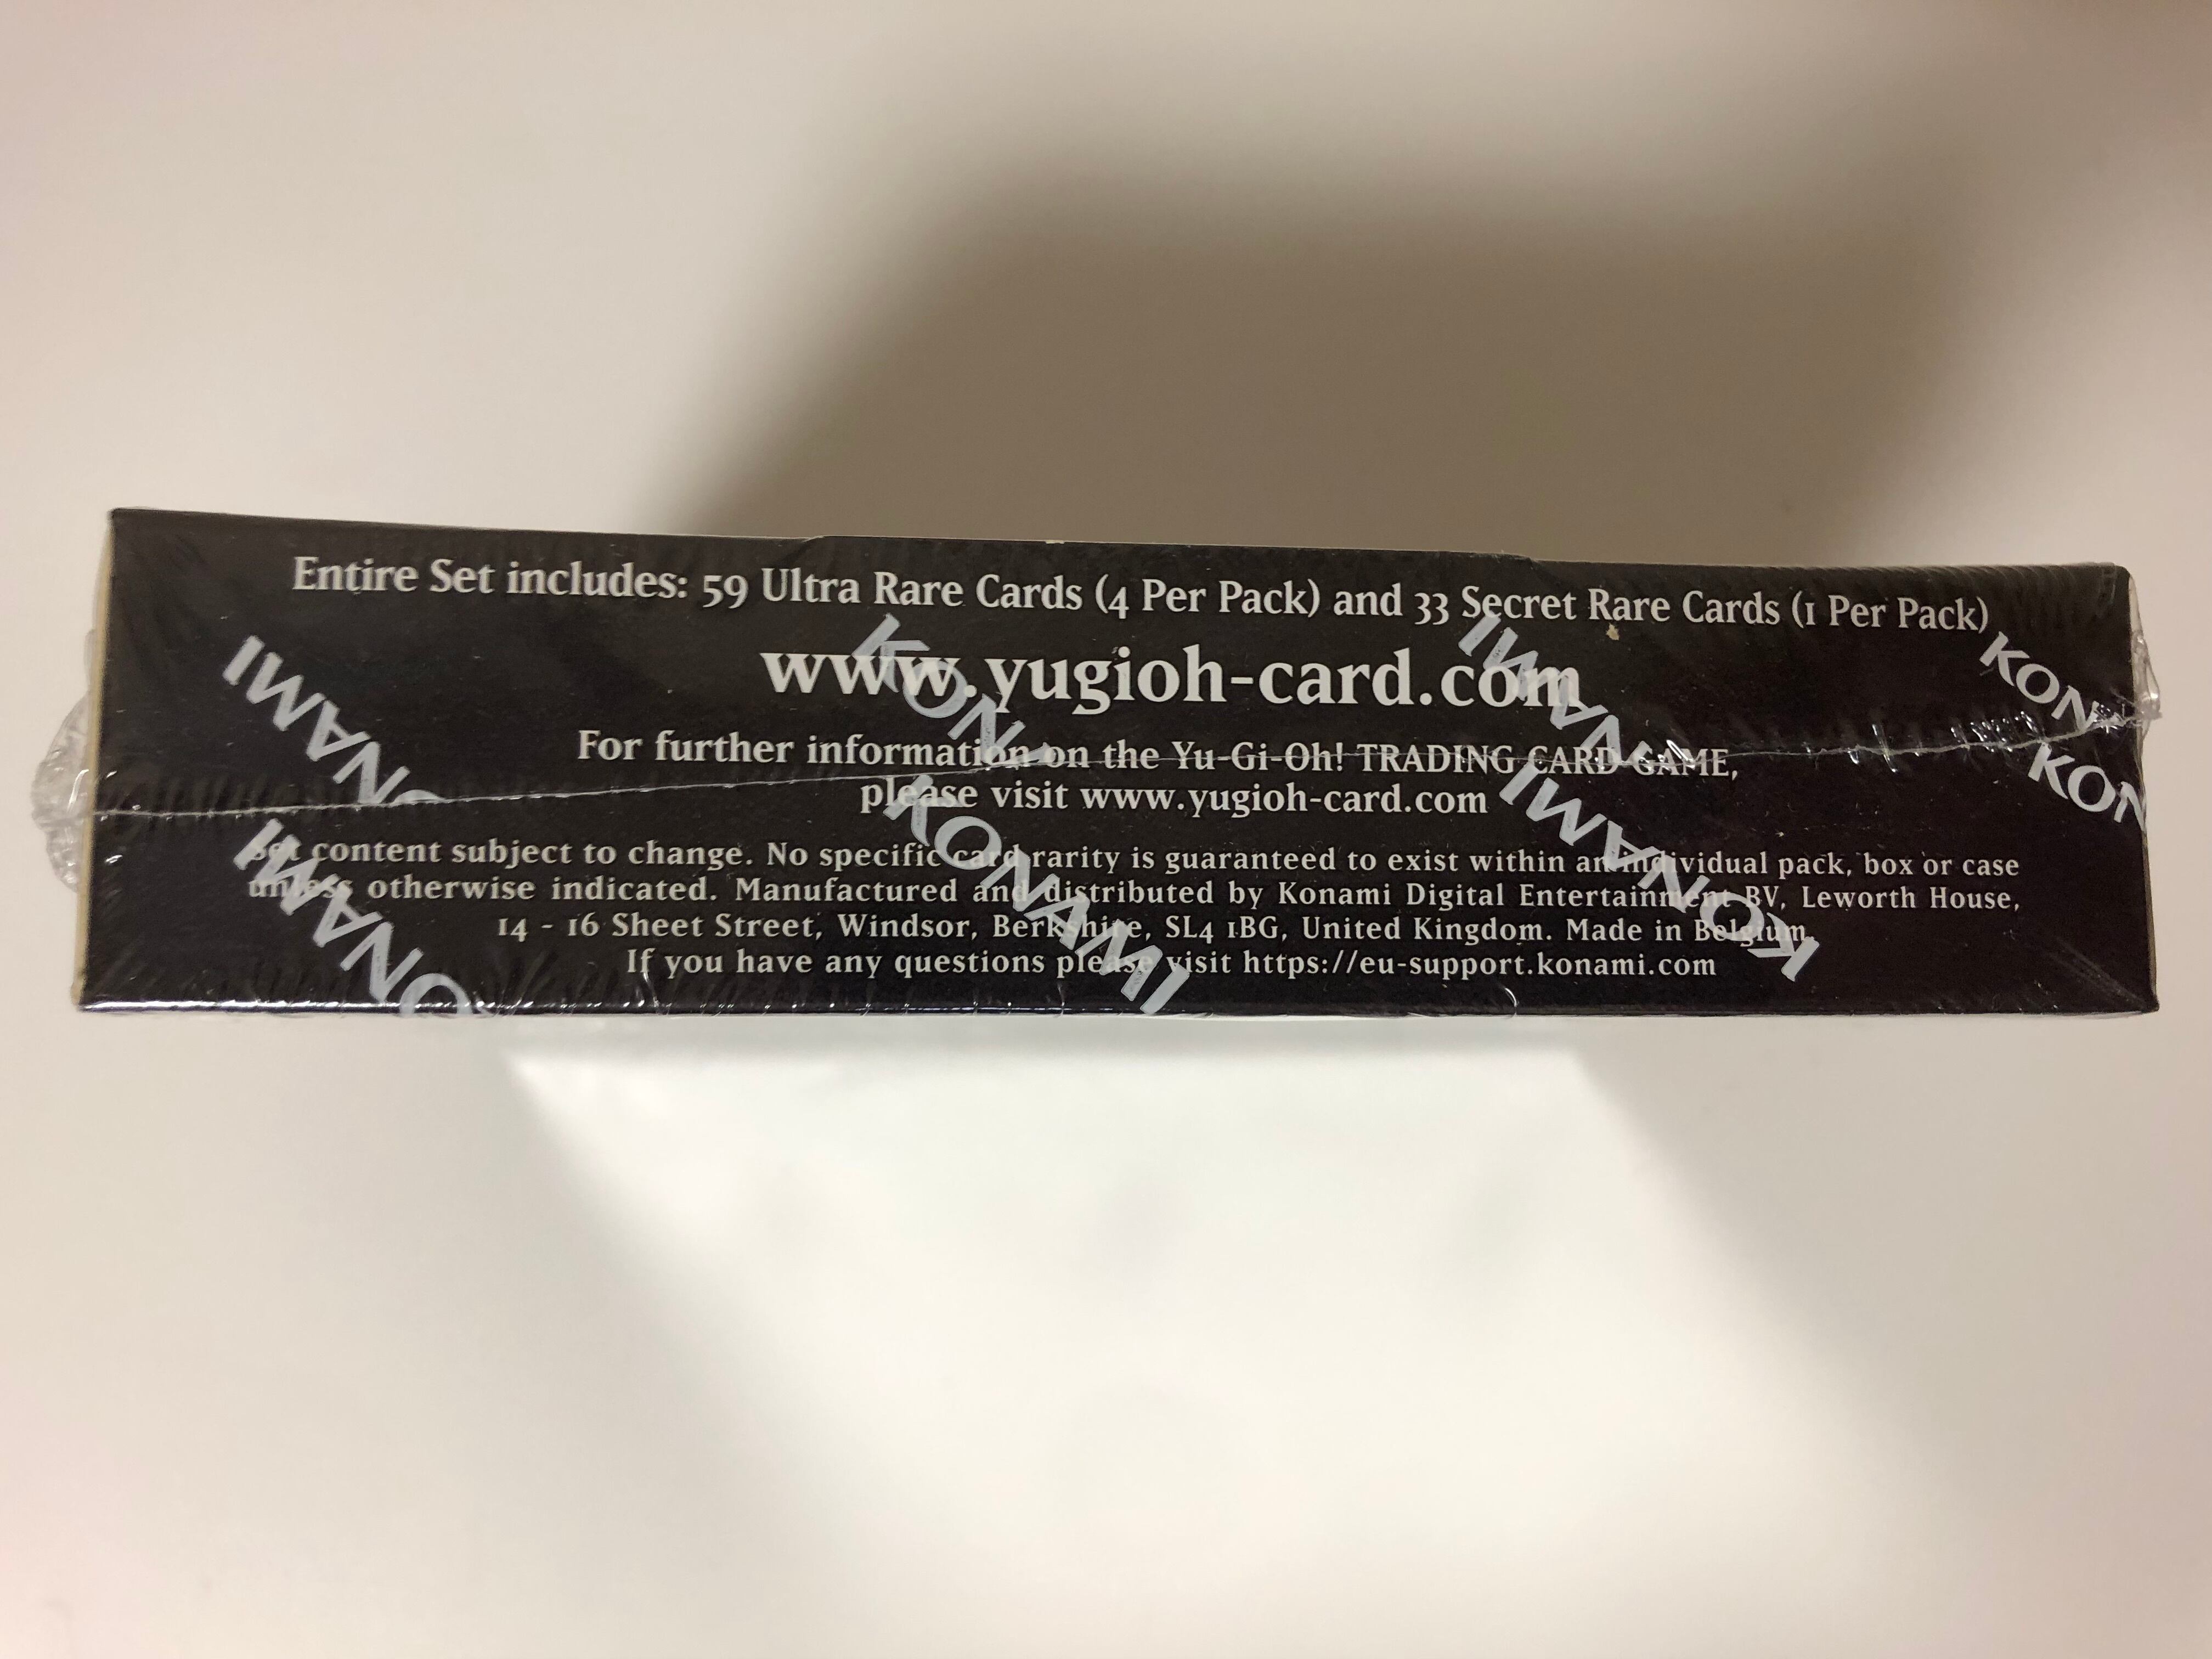 Entire Set includes: 59 Ultra Rare Cards (4 Per Pack) and 33 Secret Rare Cards (1 Per Pack)
www.yugioh-card.com
For further information on the Yu-Gi-Oh! TRADING CARD GAME,
please visit www.yugioh-card.com
Set content subject to change. No specific card rarity is guaranteed to exist within an individual pack, box or case
unless otherwise indicated. Manufactured and distributed by Konami Digital Entertainment BV, Leworth House,
14 - 16 Sheet Street, Windsor, Berkshire, SL4 1BG, United Kingdom. Made in Belgium.
If you have any questions please visit https://eu-support.konami.com
KONAMI
KONAMI
KONAMI
KONAMI
KON
KON
ONAMI
ONAMI